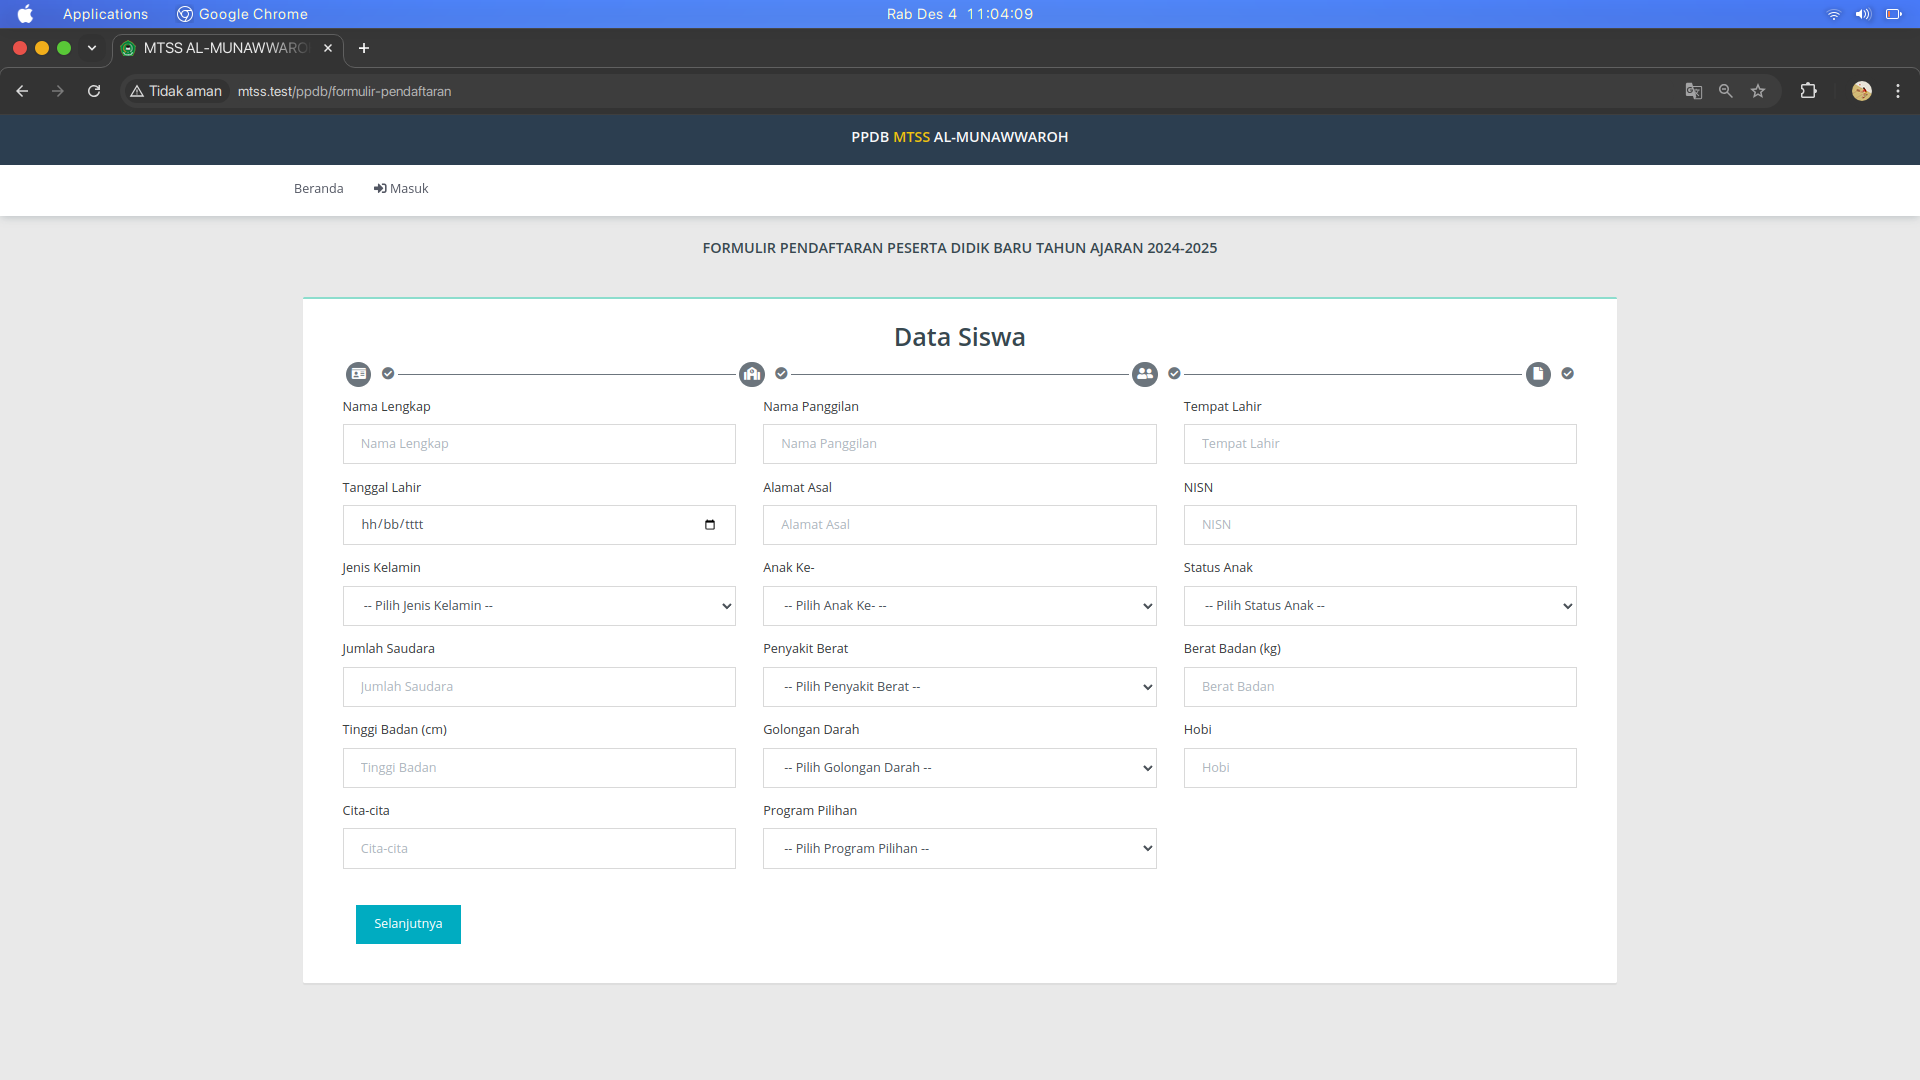 Applications Google Chrome Rab Des 4 11:04:09
MTSS AL-MUNAWWARO
Tidak aman mtss.test/ppdb/formulir-pendaftaran
PPDB MTSS AL-MUNAWWAROH
Beranda Masuk
FORMULIR PENDAFTARAN PESERTA DIDIK BARU TAHUN AJARAN 2024-2025
Data Siswa
Nama Lengkap Nama Panggilan Tempat Lahir
Nama Lengkap Nama Panggilan Tempat Lahir
Tanggal Lahir Alamat Asal NISN
hh/bb/tttt Alamat Asal NISN
Jenis Kelamin Anak Ke- Status Anak
-- Pilih Jenis Kelamin -- -- Pilih Anak Ke- -- -- Pilih Status Anak --
Jumlah Saudara Penyakit Berat Berat Badan (kg)
Jumlah Saudara -- Pilih Penyakit Berat -- Berat Badan
Tinggi Badan (cm) Golongan Darah Hobi
Tinggi Badan -- Pilih Golongan Darah -- Hobi
Cita-cita Program Pilihan
Cita-cita -- Pilih Program Pilihan --
Selanjutnya